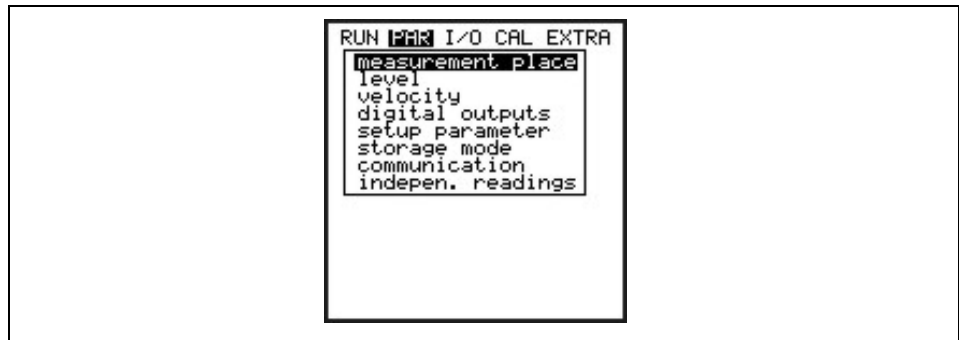 RUN PAR I/O CAL EXTRA
measurement place
level
velocity
digital outputs
setup parameter
storage mode
communication
indepen. readings